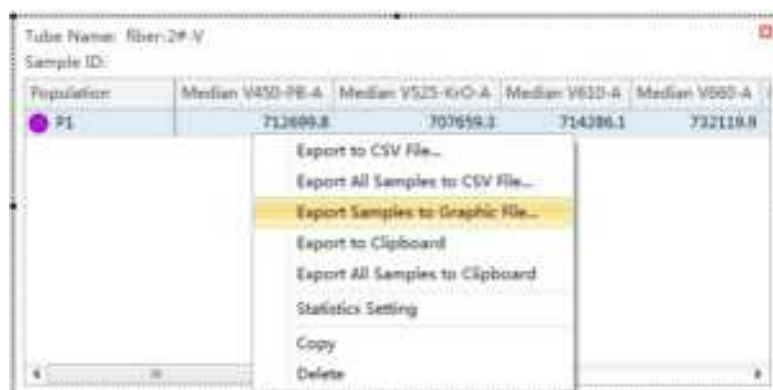 Tube Name: fiber:2#-V
Sample ID:
Population Median V450-PB-A Median V525-KrO-A Median V610-A Median V660-A
P1 712699.8 707659.3 714286.1 732119.9
Export to CSV File...
Export All Samples to CSV File...
Export Samples to Graphic File...
Export to Clipboard
Export All Samples to Clipboard
Statistics Setting
Copy
Delete